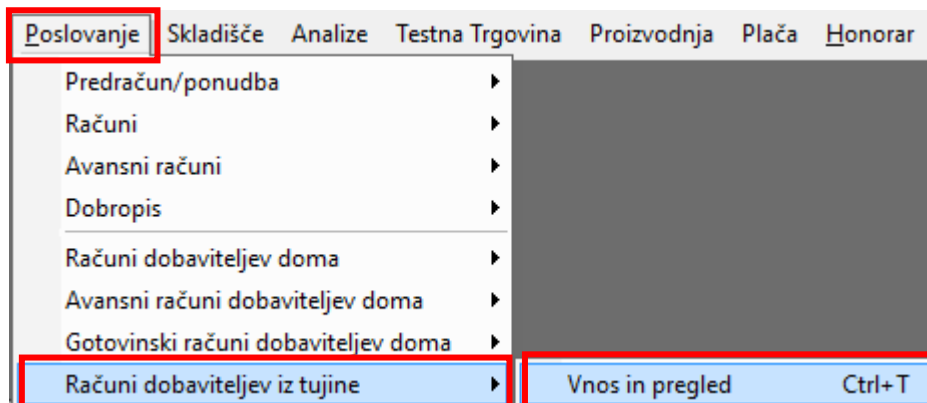 Poslovanje Skladišče Analize Testna Trgovina Proizvodnja Plača Honorar
Predračun/ponudba
Računi
Avansni računi
Dobropis
Računi dobaviteljev doma
Avansni računi dobaviteljev doma
Gotovinski računi dobaviteljev doma
Računi dobaviteljev iz tujine Vnos in pregled Ctrl+T